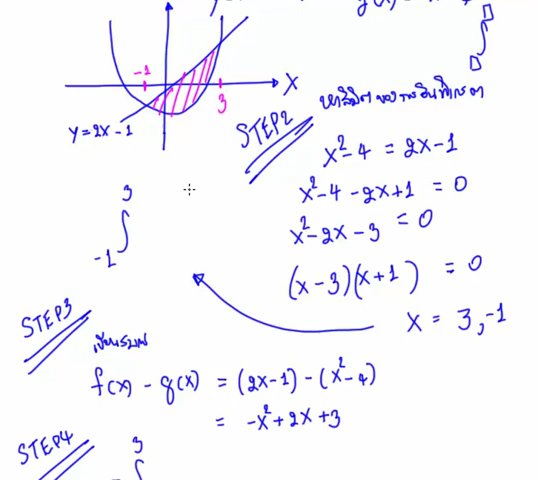 -1
3
X
y=2x-1
STEP2
x²-4 = 2x-1
x²-4-2x+1 = 0
x²-2x-3 = 0
(x-3)(x+1) = 0
x = 3,-1
3
∫
-1
STEP3
f(x) - g(x) = (2x-1) - (x²-4)
= -x²+2x+3
STEP4
3
∫